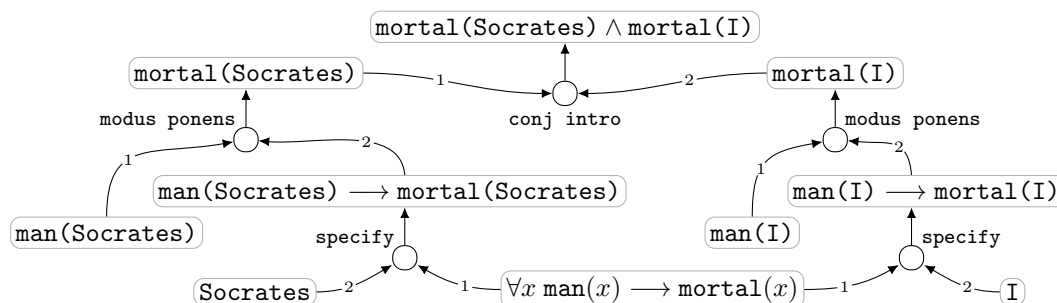 mortal(Socrates) ∧ mortal(I)
mortal(Socrates) 1 2 mortal(I)
modus ponens conj intro modus ponens
1 2 1 2
man(Socrates) ⟶ mortal(Socrates) man(I) ⟶ mortal(I)
man(Socrates) man(I)
specify specify
Socrates 2 1 ∀x man(x) ⟶ mortal(x) 1 2 I